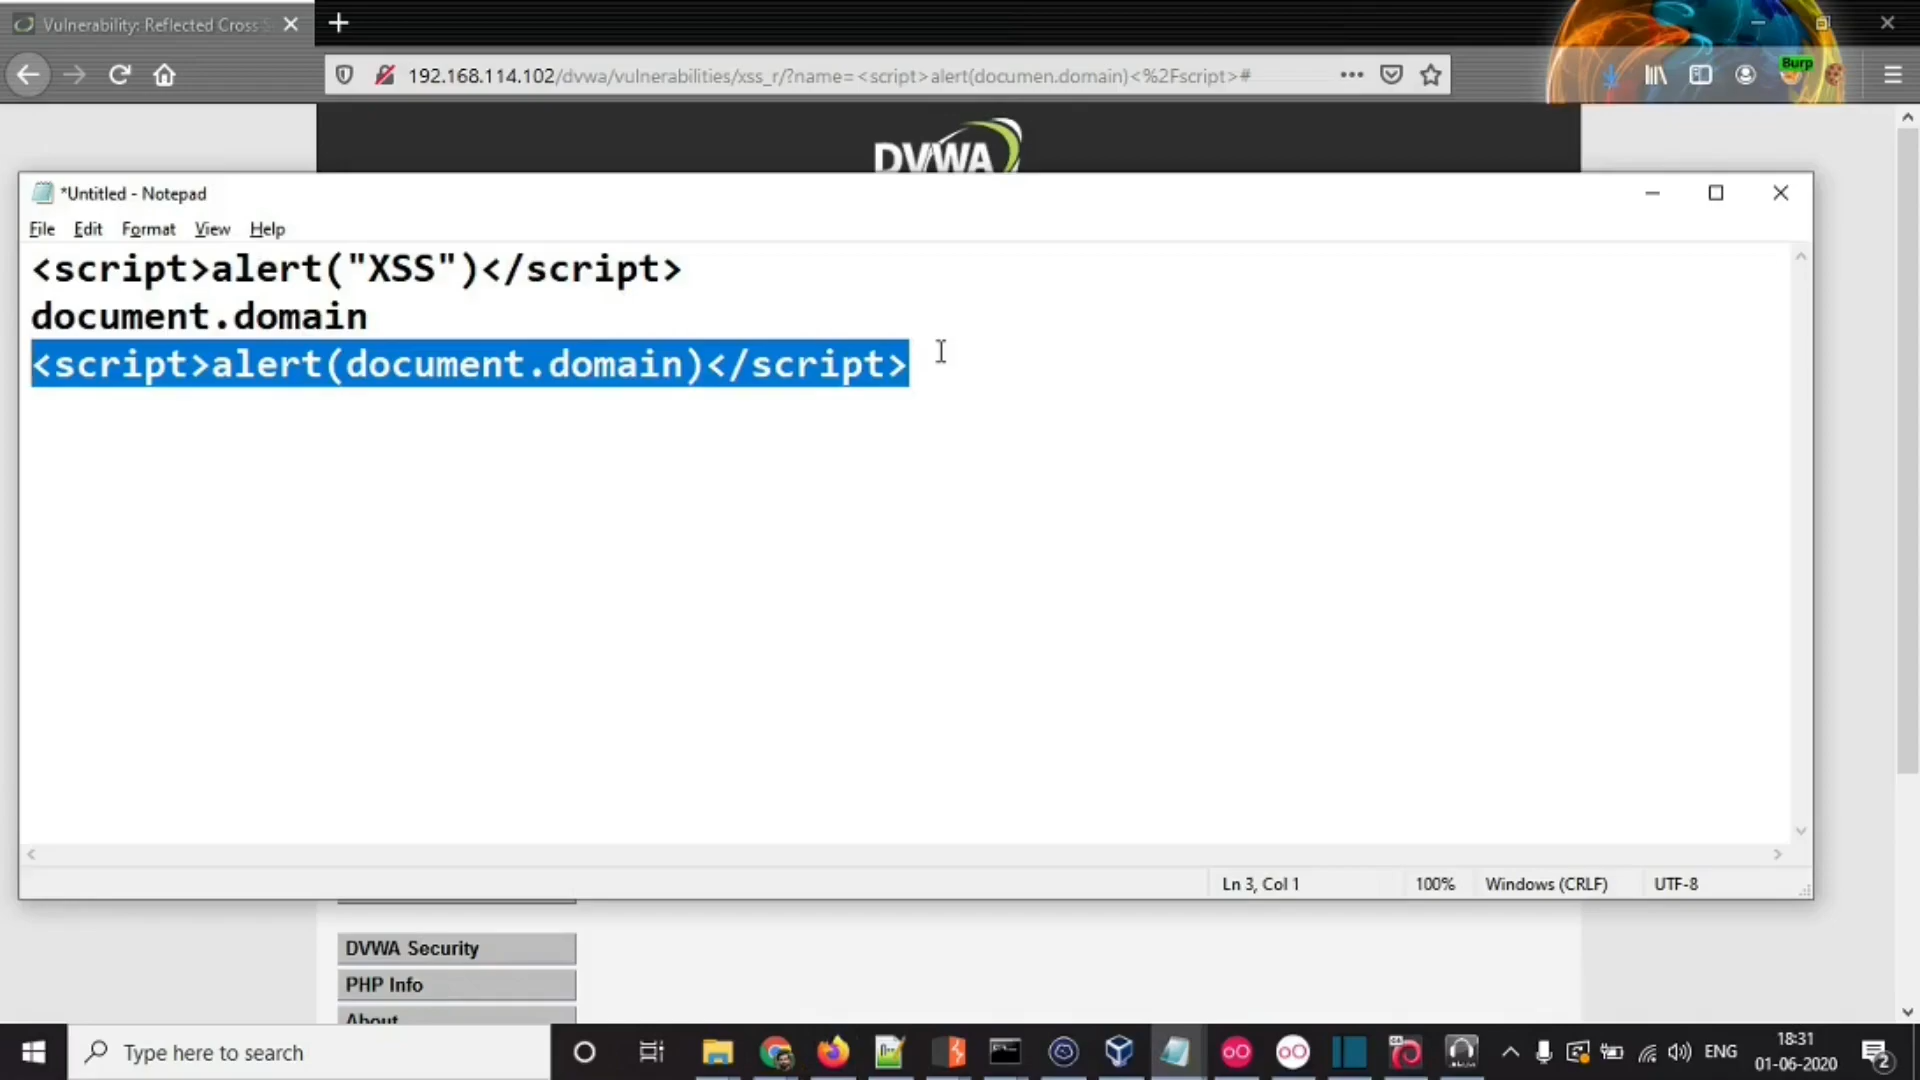 Vulnerability: Reflected Cross S
192.168.114.102/dvwa/vulnerabilities/xss_r/?name=<script>alert(documen.domain)<%2Fscript>#
Burp
DVWA
*Untitled - Notepad
File Edit Format View Help
<script>alert("XSS")</script>
document.domain
<script>alert(document.domain)</script>
Ln 3, Col 1 100% Windows (CRLF) UTF-8
DVWA Security
PHP Info
About
Type here to search
ENG
18:31
01-06-2020
2